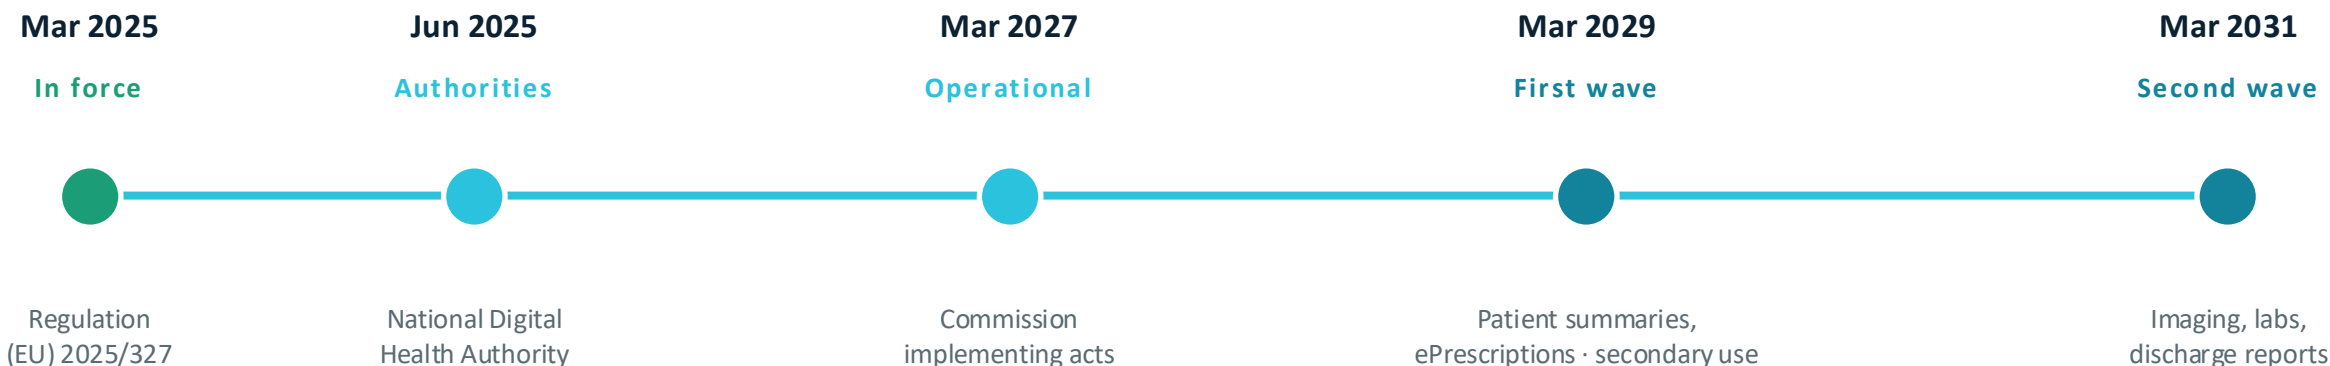 Mar 2025
In force
Regulation
(EU) 2025/327
Jun 2025
Authorities
National Digital
Health Authority
Mar 2027
Operational
Commission
implementing acts
Mar 2029
First wave
Patient summaries,
ePrescriptions · secondary use
Mar 2031
Second wave
Imaging, labs,
discharge reports